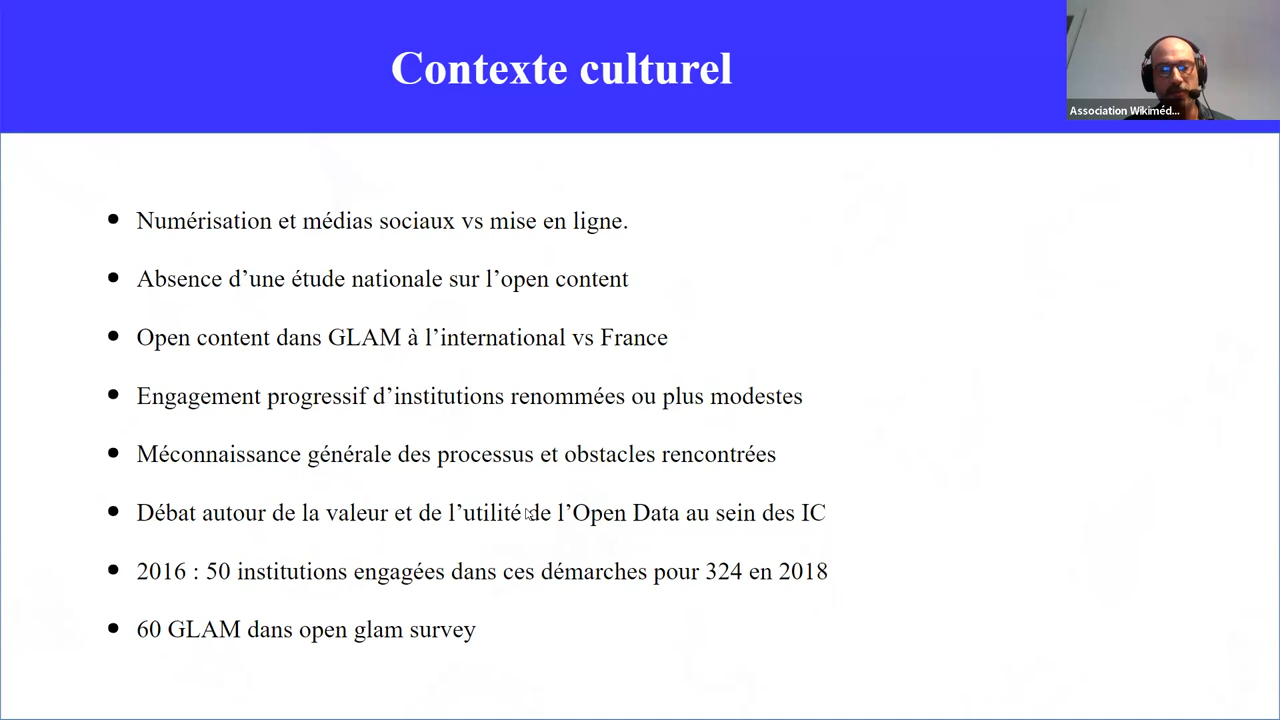 Contexte culturel
Association Wikiméd...
Numérisation et médias sociaux vs mise en ligne.
Absence d’une étude nationale sur l’open content
Open content dans GLAM à l’international vs France
Engagement progressif d’institutions renommées ou plus modestes
Méconnaissance générale des processus et obstacles rencontrées
Débat autour de la valeur et de l’utilité de l’Open Data au sein des IC
2016 : 50 institutions engagées dans ces démarches pour 324 en 2018
60 GLAM dans open glam survey